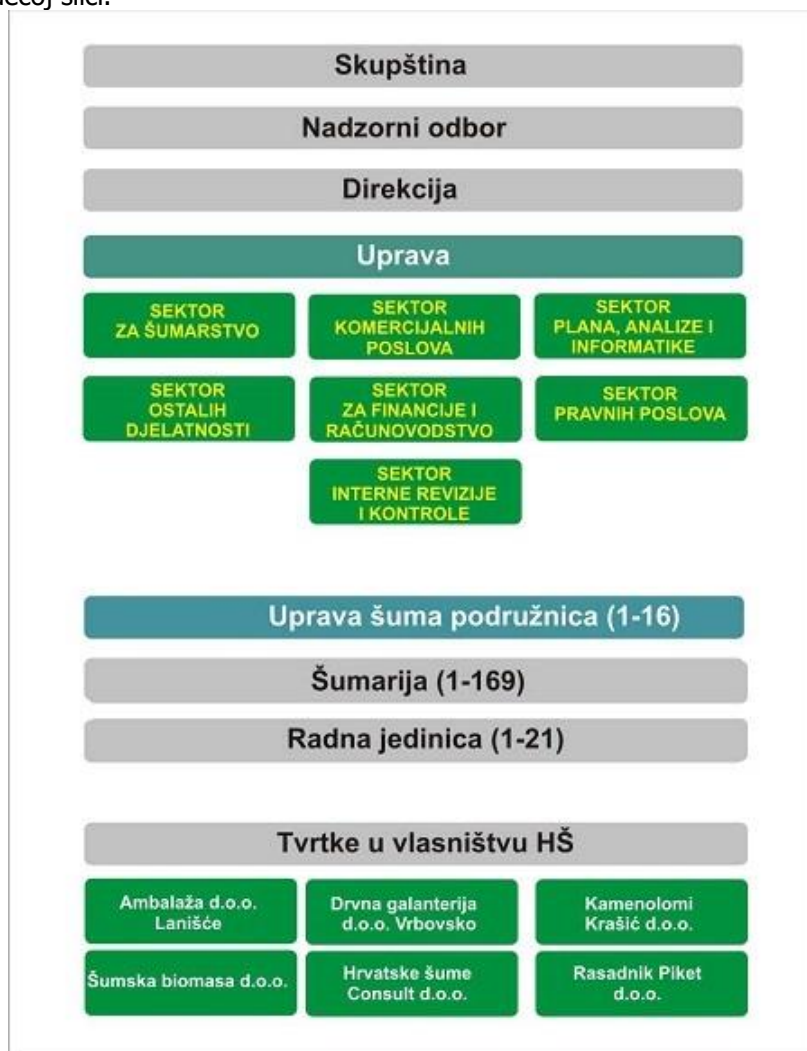 Skupština
Nadzorni odbor
Direkcija
Uprava
SEKTOR
ZA ŠUMARSTVO
SEKTOR
KOMERCIJALNIH
POSLOVA
SEKTOR
PLANA, ANALIZE I
INFORMATIKE
SEKTOR
OSTALIH
DJELATNOSTI
SEKTOR
ZA FINANCIJE I
RAČUNOVODSTVO
SEKTOR
PRAVNIH POSLOVA
SEKTOR
INTERNE REVIZIJE
I KONTROLE
Uprava šuma podružnica (1-16)
Šumarija (1-169)
Radna jedinica (1-21)
Tvrtke u vlasništvu HŠ
Ambalaža d.o.o.
Lanišće
Drvna galanterija
d.o.o. Vrbovsko
Kamenolomi
Krašić d.o.o.
Šumska biomasa d.o.o.
Hrvatske šume
Consult d.o.o.
Rasadnik Piket
d.o.o.